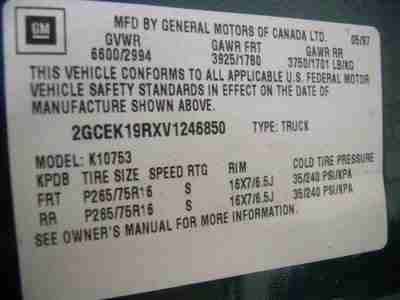 GM
MFD BY GENERAL MOTORS OF CANADA LTD. 05/97
GVWR GAWR FRT GAWR RR
6600/2994 3925/1780 3750/1701 LB/KG
THIS VEHICLE CONFORMS TO ALL APPLICABLE U.S. FEDERAL MOTOR
VEHICLE SAFETY STANDARDS IN EFFECT ON THE DATE OF
MANUFACTURE SHOWN ABOVE.
2GCEK19RXV1246850 TYPE: TRUCK
MODEL: K10753
KPDB TIRE SIZE SPEED RTG RIM COLD TIRE PRESSURE
FRT P265/75R16 S 16X7/6.5J 35/240 PSI/KPA
RR P265/75R16 S 16X7/6.5J 35/240 PSI/KPA
SEE OWNER'S MANUAL FOR MORE INFORMATION.